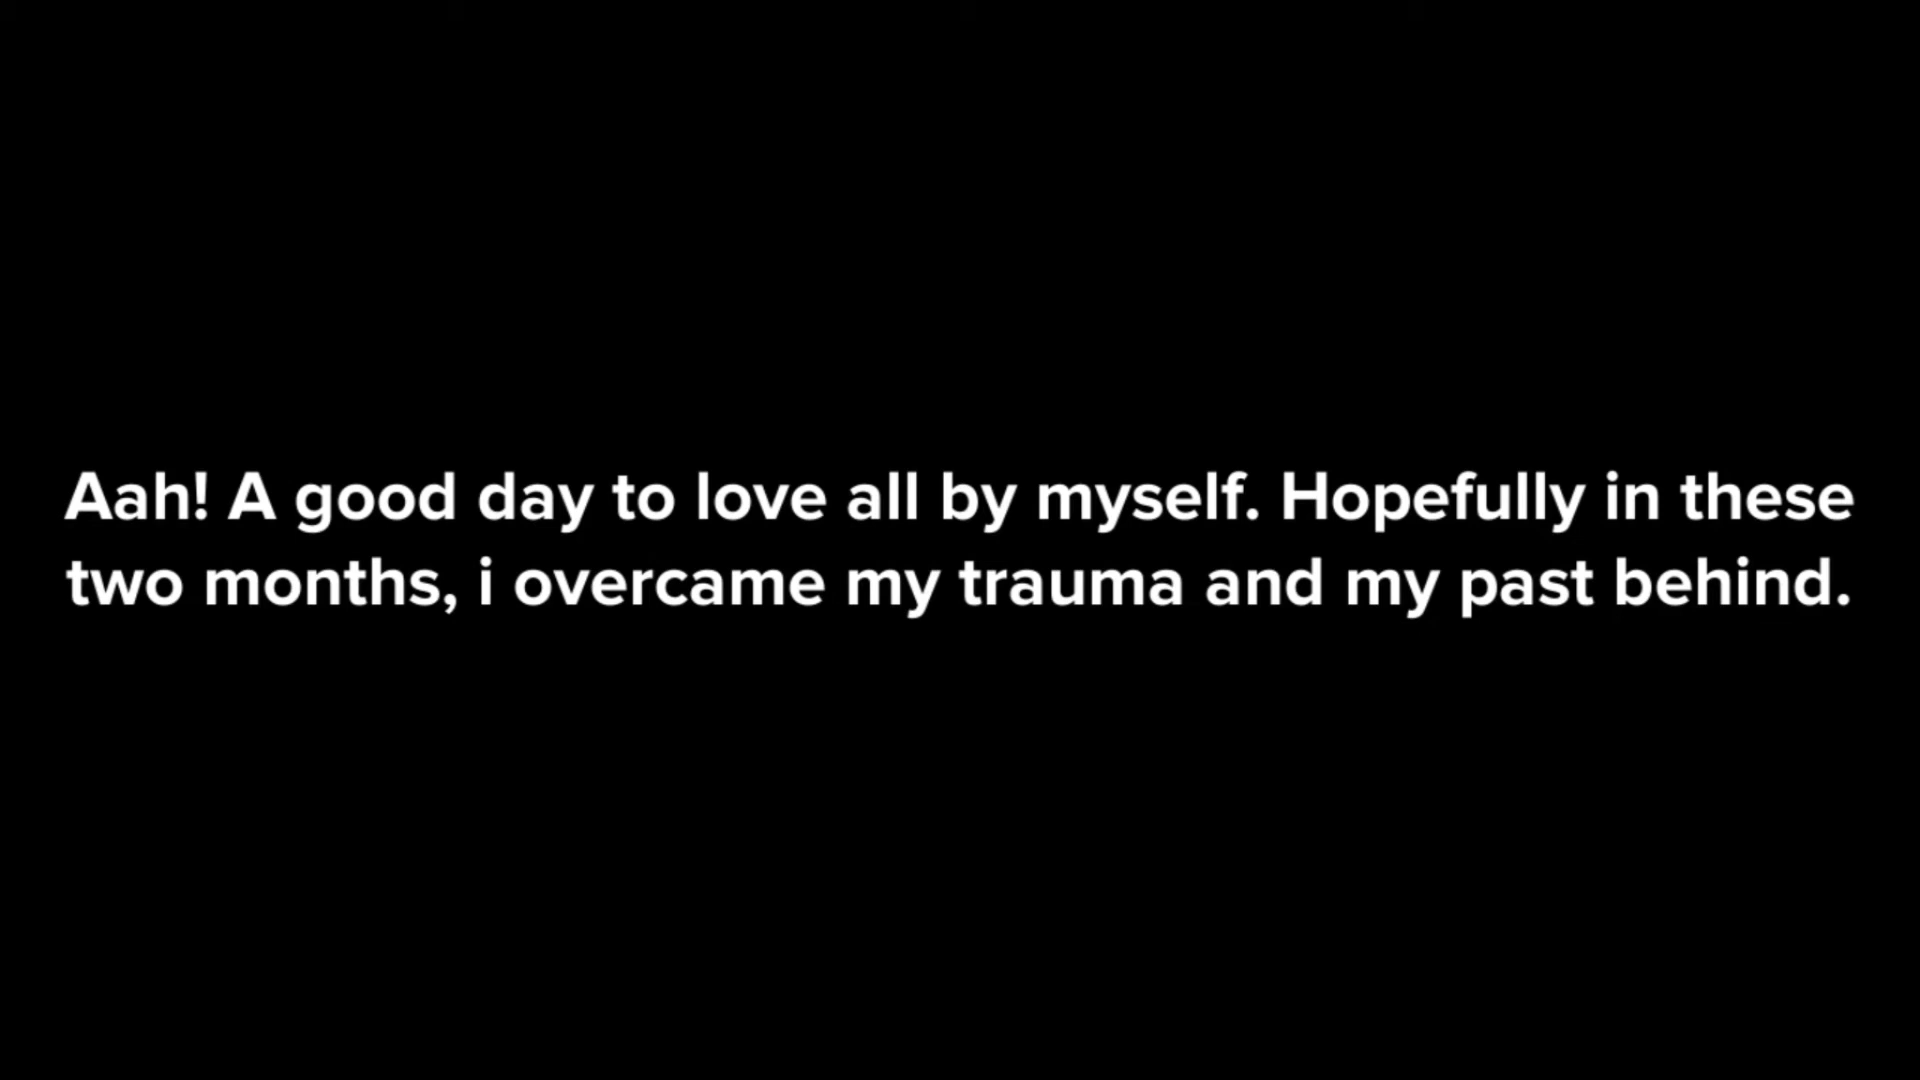 Aah! A good day to love all by myself. Hopefully in these
two months, i overcame my trauma and my past behind.